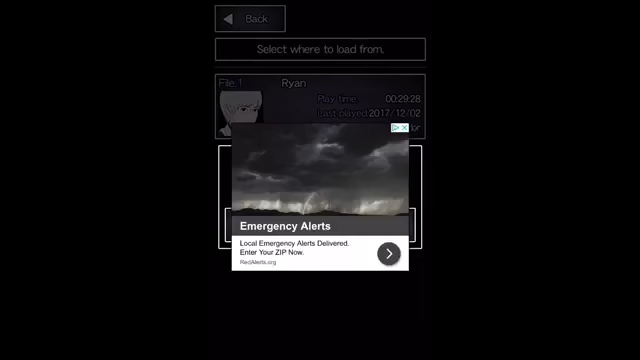 Back
Select where to load from.
File.1 Ryan
Play time: 00:29:28
Last played 2017/12/02
Emergency Alerts
Local Emergency Alerts Delivered.
Enter Your ZIP Now.
RedAlerts.org